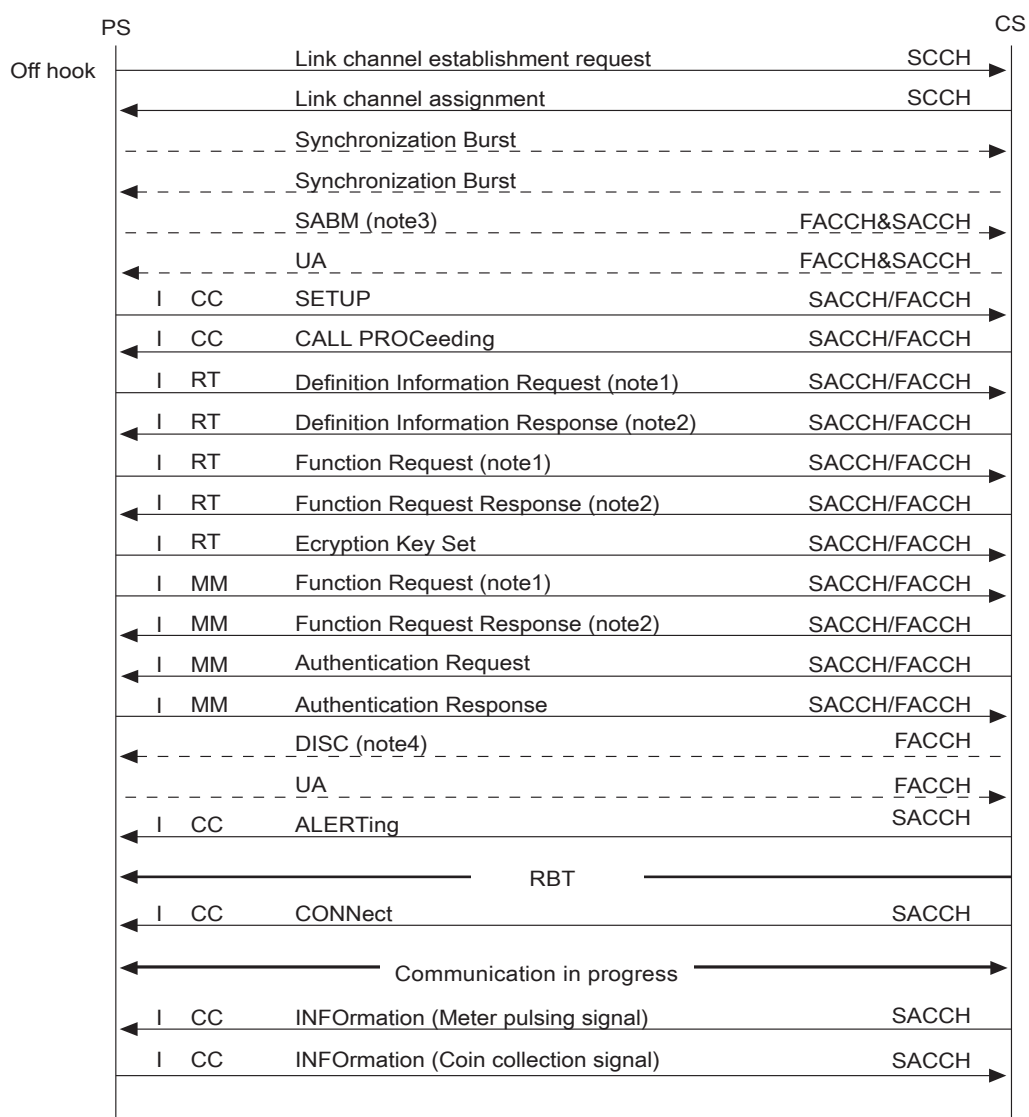 PS CS
Off hook Link channel establishment request SCCH
Link channel assignment SCCH
Synchronization Burst
Synchronization Burst
SABM (note3) FACCH&SACCH
UA FACCH&SACCH
I CC SETUP SACCH/FACCH
I CC CALL PROCeeding SACCH/FACCH
I RT Definition Information Request (note1) SACCH/FACCH
I RT Definition Information Response (note2) SACCH/FACCH
I RT Function Request (note1) SACCH/FACCH
I RT Function Request Response (note2) SACCH/FACCH
I RT Ecryption Key Set SACCH/FACCH
I MM Function Request (note1) SACCH/FACCH
I MM Function Request Response (note2) SACCH/FACCH
I MM Authentication Request SACCH/FACCH
I MM Authentication Response SACCH/FACCH
DISC (note4) FACCH
UA FACCH
I CC ALERTing SACCH
RBT
I CC CONNect SACCH
Communication in progress
I CC INFOrmation (Meter pulsing signal) SACCH
I CC INFOrmation (Coin collection signal) SACCH